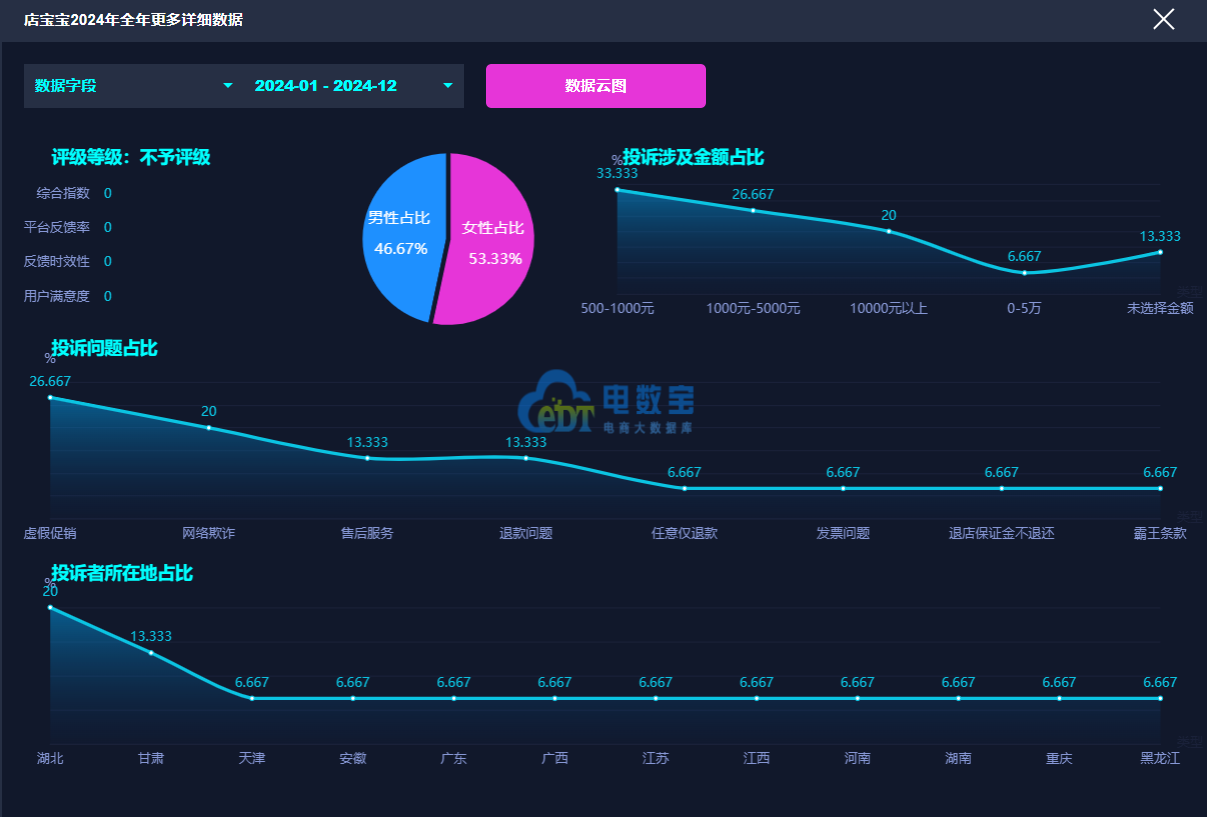 店宝宝2024年全年更多详细数据
数据字段
2024-01 - 2024-12
数据云图
评级等级：不予评级
综合指数 0
平台反馈率 0
反馈时效性 0
用户满意度 0
男性占比
46.67%
女性占比
53.33%
投诉涉及金额占比
%
33.333
26.667
20
6.667
13.333
类型
500-1000元
1000元-5000元
10000元以上
0-5万
未选择金额
投诉问题占比
%
26.667
20
13.333
13.333
6.667
6.667
6.667
6.667
电数宝
eDT
电商大数据库
类型
虚假促销
网络欺诈
售后服务
退款问题
任意仅退款
发票问题
退店保证金不退还
霸王条款
投诉者所在地占比
%
20
13.333
6.667
6.667
6.667
6.667
6.667
6.667
6.667
6.667
6.667
6.667
类型
湖北
甘肃
天津
安徽
广东
广西
江苏
江西
河南
湖南
重庆
黑龙江